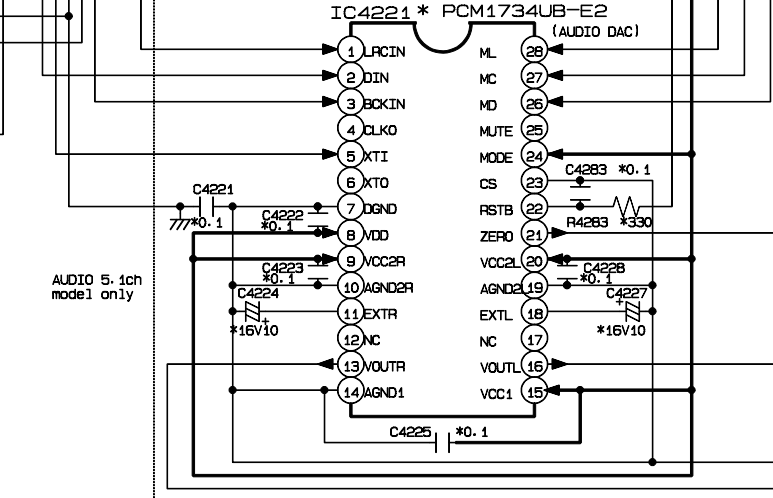 IC4221* PCM1734UB-E2
(AUDIO DAC)
1 LRCIN ML 28
2 DIN MC 27
3 BCKIN MD 26
4 CLKO MUTE 25
5 XTI MODE 24
C4283 *0.1
6 XTO CS 23
C4221
*0.1
7 DGND RSTB 22
R4283 *330
C4222
*0.1
8 VDD ZERO 21
9 VCC2R VCC2L 20
C4223
*0.1
C4228
*0.1
10 AGND2R AGND2L 19
AUDIO 5.1ch
model only
C4224
+
*16V10
11 EXTR EXTL 18
C4227
+
*16V10
12 NC NC 17
13 VOUTR VOUTL 16
14 AGND1 VCC1 15
C4225 *0.1